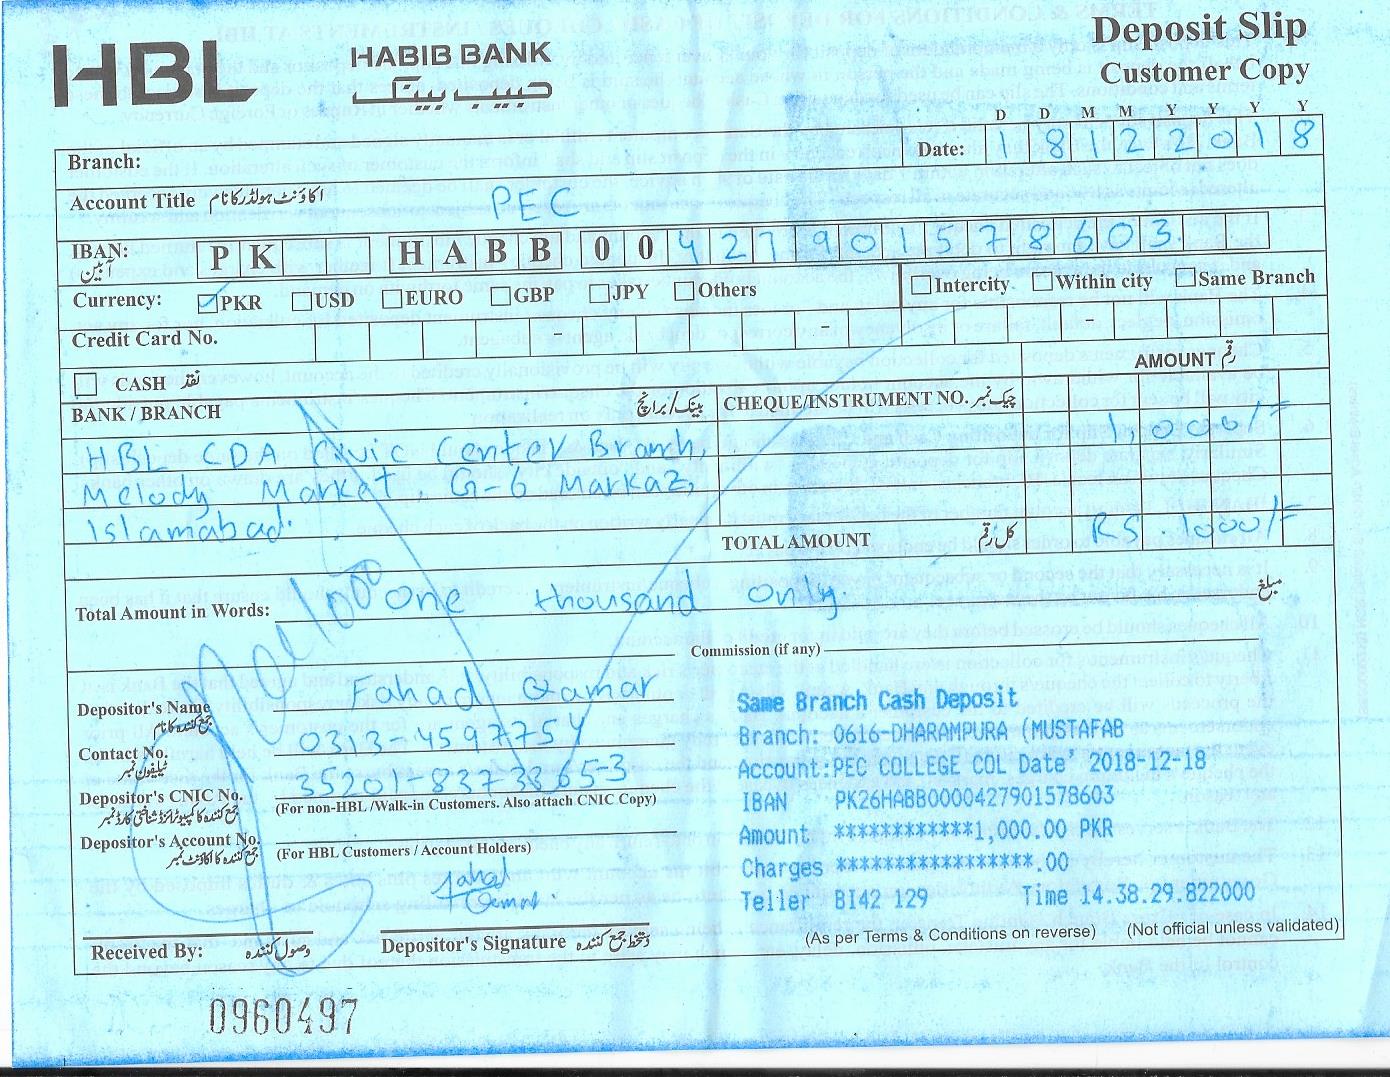 HBL HABIB BANK
حبیب بینک
Deposit Slip
Customer Copy
D D M M Y Y Y Y
Branch: Date: 1 8 1 2 2 0 1 8
Account Title اکاؤنٹ ہولڈر کا نام PEC
IBAN: P K H A B B 0 0 4 2 7 9 0 1 5 7 8 6 0 3
آئبین
Currency: PKR USD EURO GBP JPY Others Intercity Within city Same Branch
Credit Card No. - - -
CASH نقد AMOUNT رقم
BANK / BRANCH بینک/برانچ CHEQUE/INSTRUMENT NO. چیک نمبر
HBL CDA Civic Center Branch, 1,000/=
Melody Market, G-6 Markaz,
Islamabad. Rs. 1000/=
TOTAL AMOUNT کل رقم
Total Amount in Words: One thousand only. مبلغ
Commission (if any)
Depositor's Name Fahad Qamar
جمع کنندہ کا نام
Contact No. 0313-4597754
ٹیلیفون نمبر
Depositor's CNIC No. 35201-8373865-3
جمع کنندہ کا کمپیوٹرائزڈ شناختی کارڈ نمبر (For non-HBL /Walk-in Customers. Also attach CNIC Copy)
Depositor's Account No.
جمع کنندہ کا اکاؤنٹ نمبر (For HBL Customers / Account Holders)
Same Branch Cash Deposit
Branch: 0616-DHARAMPURA (MUSTAFAB
Account:PEC COLLEGE COL Date' 2018-12-18
IBAN PK26HABB0000427901578603
Amount ************1,000.00 PKR
Charges *****************.00
Teller BI42 129 Time 14.38.29.822000
Fahad
Qamar
Received By: وصول کنندہ Depositor's Signature دستخط جمع کنندہ
(As per Terms & Conditions on reverse) (Not official unless validated)
0960497